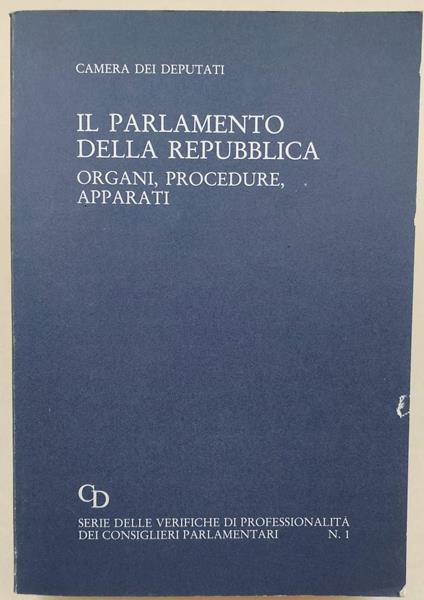 CAMERA DEI DEPUTATI
IL PARLAMENTO
DELLA REPUBBLICA
ORGANI, PROCEDURE,
APPARATI
CD
SERIE DELLE VERIFICHE DI PROFESSIONALITÀ
DEI CONSIGLIERI PARLAMENTARI N. 1